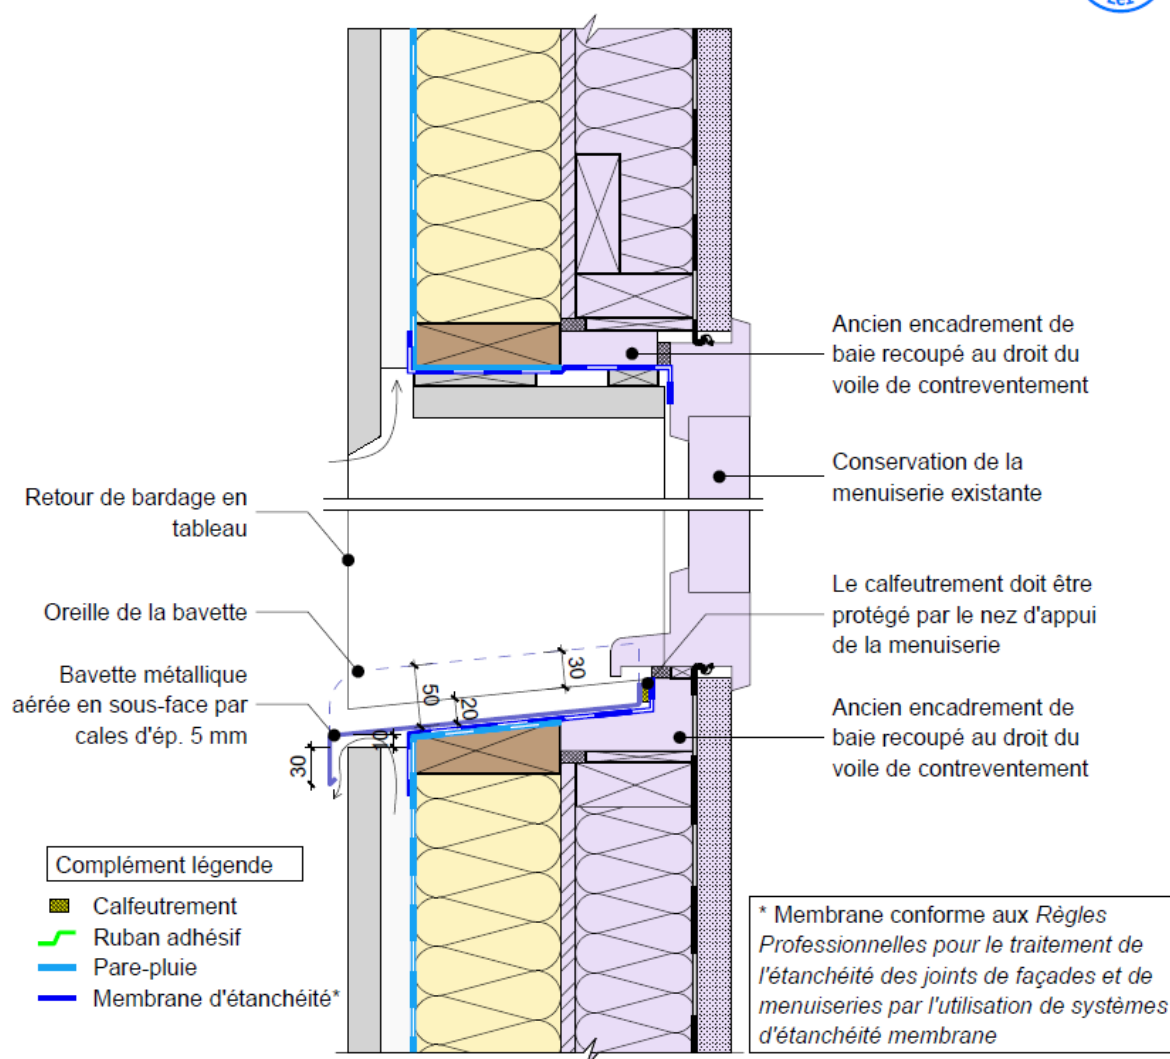 Lcı
Ancien encadrement de
baie recoupé au droit du
voile de contreventement
Conservation de la
menuiserie existante
Retour de bardage en
tableau
Le calfeutrement doit être
protégé par le nez d'appui
de la menuiserie
Oreille de la bavette
Bavette métallique
aérée en sous-face par
cales d'ép. 5 mm
30
50
20
10
30
Ancien encadrement de
baie recoupé au droit du
voile de contreventement
Complément légende
Calfeutrement
Ruban adhésif
Pare-pluie
Membrane d'étanchéité*
* Membrane conforme aux Règles
Professionnelles pour le traitement de
l'étanchéité des joints de façades et de
menuiseries par l'utilisation de systèmes
d'étanchéité membrane